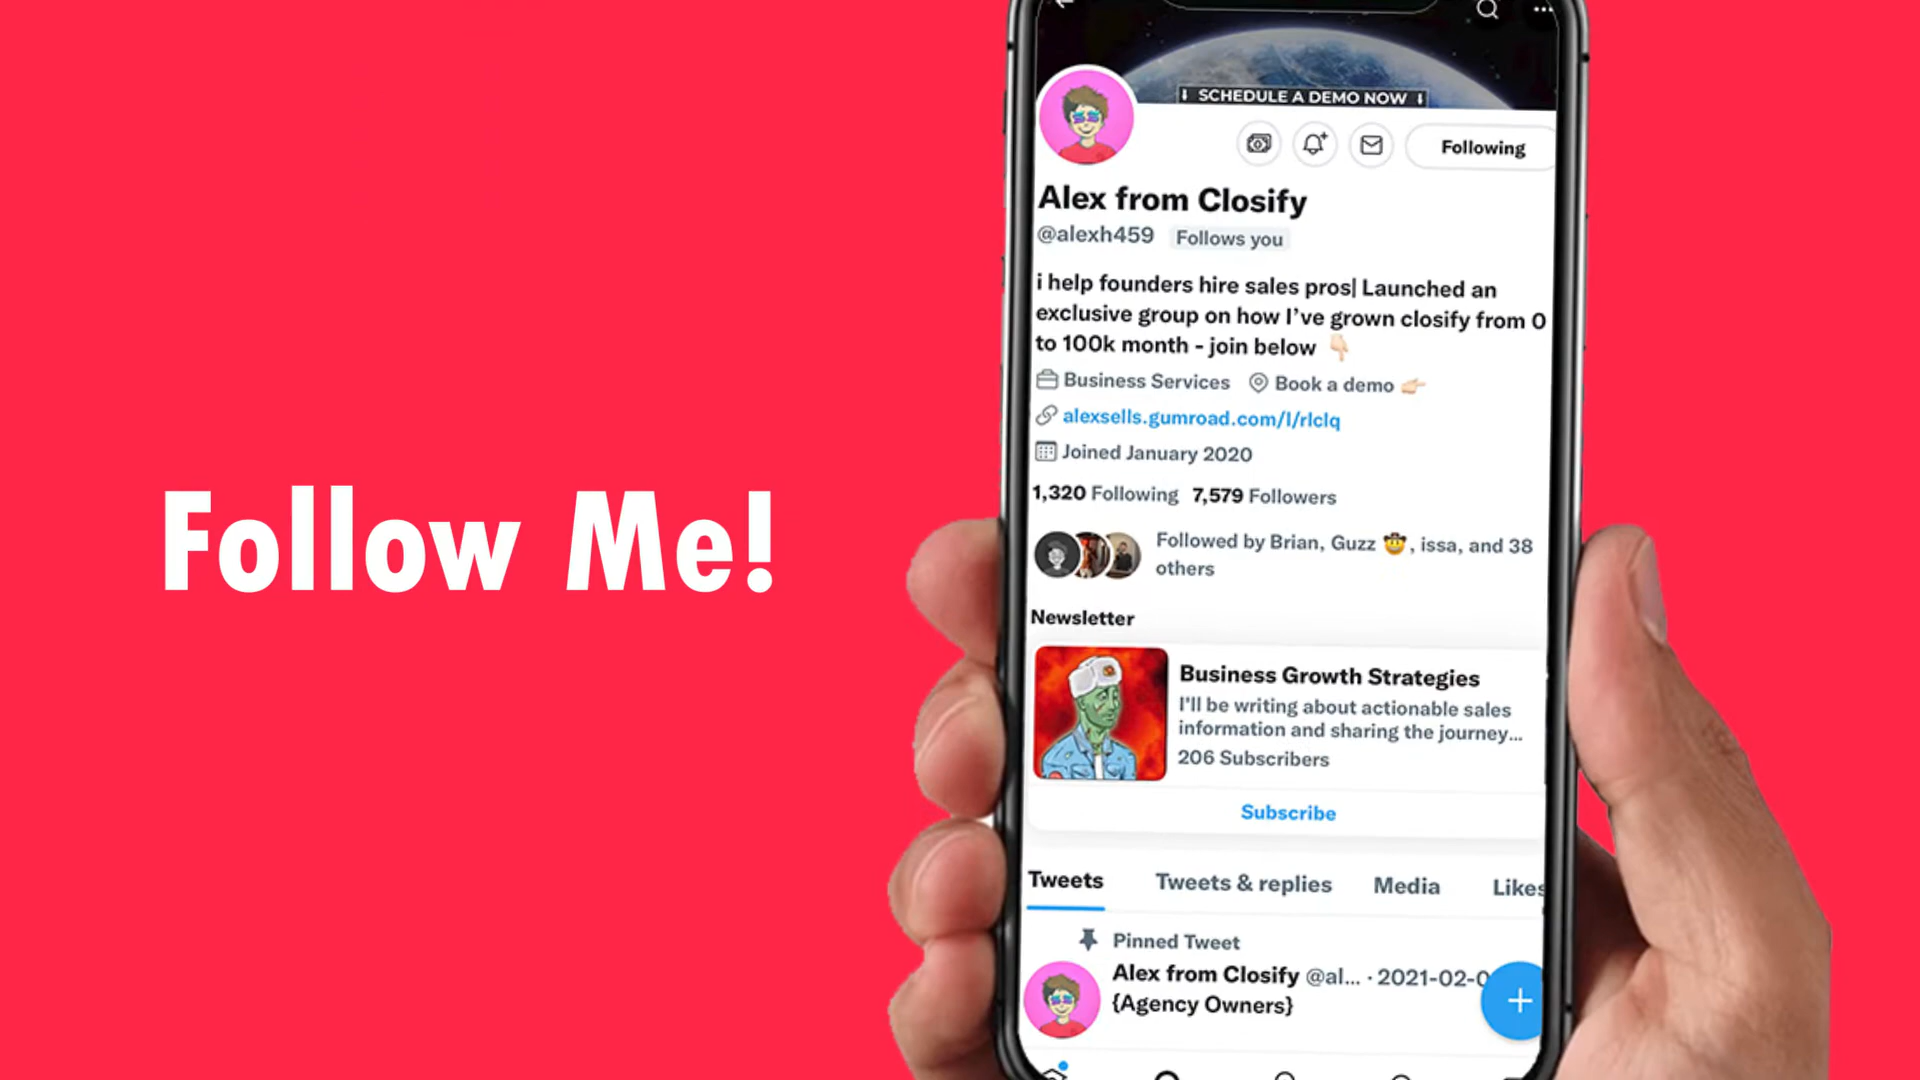 Follow Me!
⬇ SCHEDULE A DEMO NOW ⬇
Following
Alex from Closify
@alexh459 Follows you
i help founders hire sales pros| Launched an
exclusive group on how I’ve grown closify from 0
to 100k month - join below 👇🏻
Business Services Book a demo 👉🏻
alexsells.gumroad.com/l/rlclq
Joined January 2020
1,320 Following 7,579 Followers
Followed by Brian, Guzz 🤠, issa, and 38
others
Newsletter
Business Growth Strategies
I'll be writing about actionable sales
information and sharing the journey...
206 Subscribers
Subscribe
Tweets Tweets & replies Media Likes
Pinned Tweet
Alex from Closify @al... · 2021-02-0
{Agency Owners}